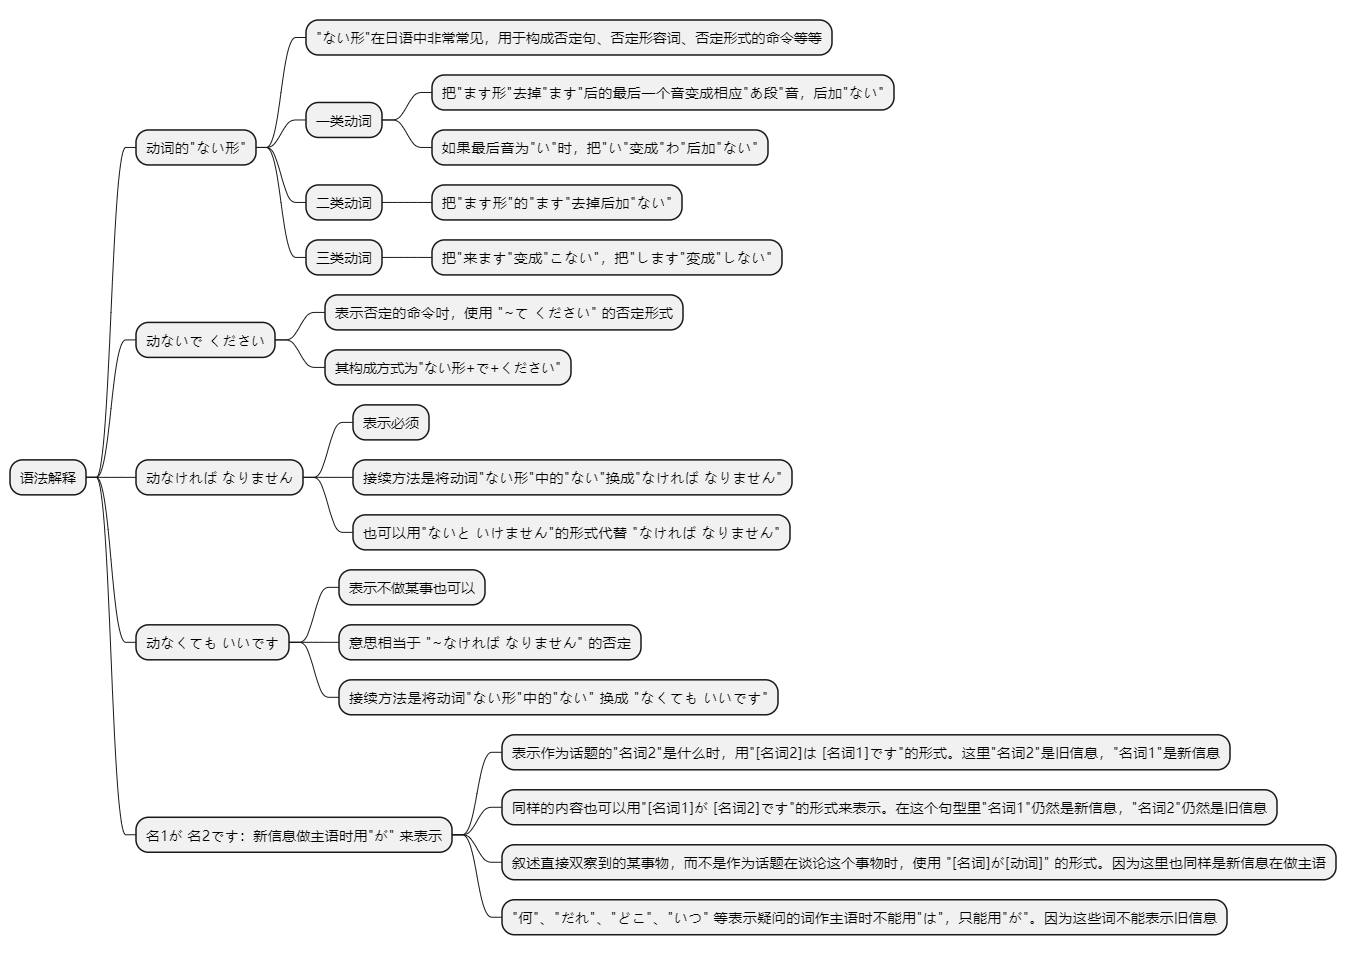 语法解释
动词的"ない形"
"ない形"在日语中非常常见，用于构成否定句、否定形容词、否定形式的命令等等
一类动词
把"ます形"去掉"ます"后的最后一个音变成相应"あ段"音，后加"ない"
如果最后音为"い"时，把"い"变成"わ"后加"ない"
二类动词
把"ます形"的"ます"去掉后加"ない"
三类动词
把"来ます"变成"こない"，把"します"变成"しない"
动ないで ください
表示否定的命令时，使用 "~て ください" 的否定形式
其构成方式为"ない形+で+ください"
动なければ なりません
表示必须
接续方法是将动词"ない形"中的"ない"换成"なければ なりません"
也可以用"ないと いけません"的形式代替 "なければ なりません"
动なくても いいです
表示不做某事也可以
意思相当于 "~なければ なりません" 的否定
接续方法是将动词"ない形"中的"ない" 换成 "なくても いいです"
名1が 名2です：新信息做主语时用"が" 来表示
表示作为话题的"名词2"是什么时，用"[名词2]は [名词1]です"的形式。这里"名词2"是旧信息，"名词1"是新信息
同样的内容也可以用"[名词1]が [名词2]です"的形式来表示。在这个句型里"名词1"仍然是新信息，"名词2"仍然是旧信息
叙述直接双察到的某事物，而不是作为话题在谈论这个事物时，使用 "[名词]が[动词]" 的形式。因为这里也同样是新信息在做主语
"何"、"だれ"、"どこ"、"いつ" 等表示疑问的词作主语时不能用"は"，只能用"が"。因为这些词不能表示旧信息